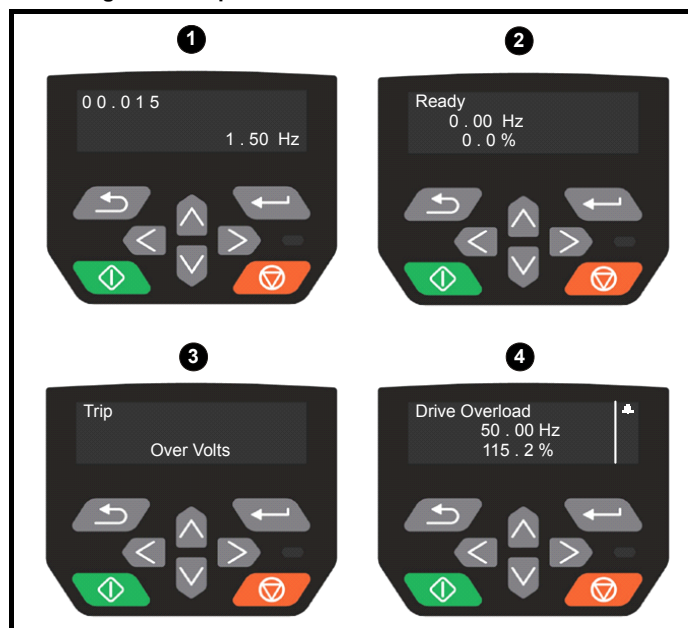 1
00.015
1.50 Hz
2
Ready
0.00 Hz
0.0 %
3
Trip
Over Volts
4
Drive Overload
50.00 Hz
115.2 %